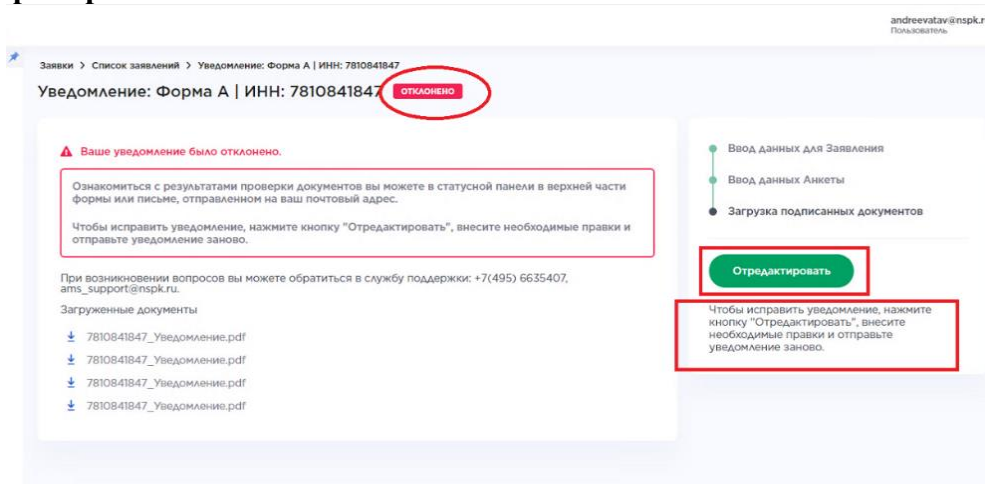 andreevatav@nspk.r
Пользователь
Заявки > Список заявлений > Уведомление: Форма А | ИНН: 7810841847
Уведомление: Форма А | ИНН: 7810841847 ОТКЛОНЕНО
Ваше уведомление было отклонено.
Ознакомиться с результатами проверки документов вы можете в статусной панели в верхней части
формы или письме, отправленном на ваш почтовый адрес.
Чтобы исправить уведомление, нажмите кнопку "Отредактировать", внесите необходимые правки и
отправьте уведомление заново.
При возникновении вопросов вы можете обратиться в службу поддержки: +7(495) 6635407,
ams_support@nspk.ru.
Загруженные документы
7810841847_Уведомление.pdf
7810841847_Уведомление.pdf
7810841847_Уведомление.pdf
7810841847_Уведомление.pdf
Ввод данных для Заявления
Ввод данных Анкеты
Загрузка подписанных документов
Отредактировать
Чтобы исправить уведомление, нажмите
кнопку "Отредактировать", внесите
необходимые правки и отправьте
уведомление заново.